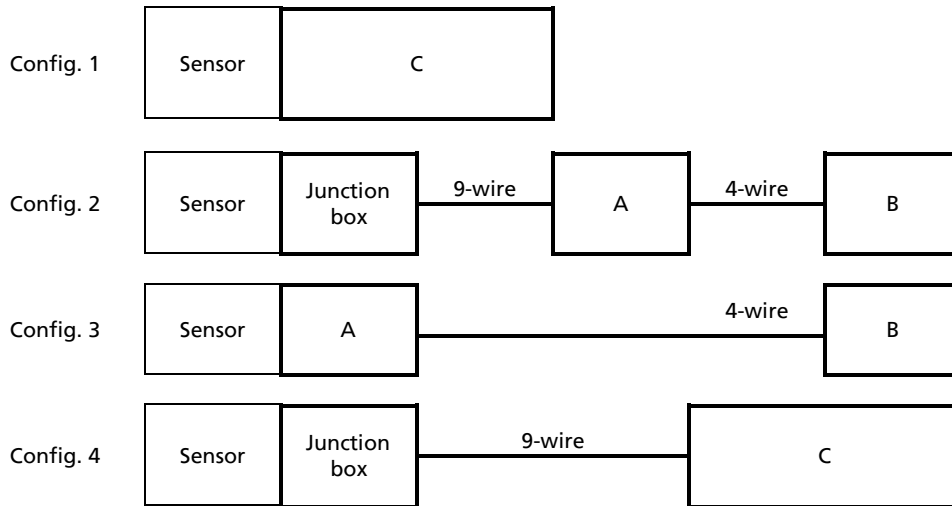 Config. 1
Sensor
C
Config. 2
Sensor
Junction
box
9-wire
A
4-wire
B
Config. 3
Sensor
A
4-wire
B
Config. 4
Sensor
Junction
box
9-wire
C